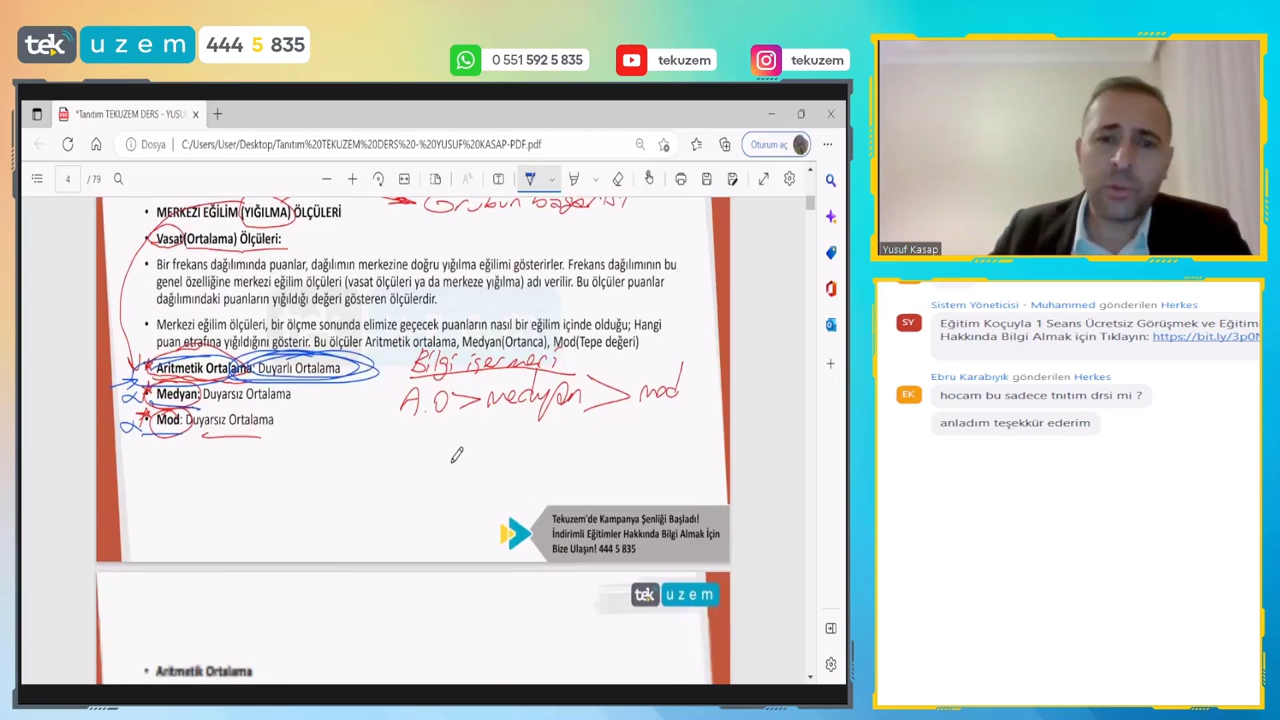 tek uzem 444 5 835
0 551 592 5 835
tekuzem
tekuzem
*Tanıtım TEKUZEM DERS - YUSU
Dosya
C:/Users/User/Desktop/Tanıtım%20TEKUZEM%20DERS%20-%20YUSUF%20KASAP-PDF.pdf
Oturum aç
4 /79
Grubun başarısı
• MERKEZİ EĞİLİM (YIĞILMA) ÖLÇÜLERİ
• Vasat(Ortalama) Ölçüleri:
• Bir frekans dağılımında puanlar, dağılımın merkezine doğru yığılma eğilimi gösterirler. Frekans dağılımının bu
genel özelliğine merkezi eğilim ölçüleri (vasat ölçüleri ya da merkeze yığılma) adı verilir. Bu ölçüler puanlar
dağılımındaki puanların yığıldığı değeri gösteren ölçülerdir.
• Merkezi eğilim ölçüleri, bir ölçme sonunda elimize geçecek puanların nasıl bir eğilim içinde olduğu; Hangi
puan etrafına yığıldığını gösterir. Bu ölçüler Aritmetik ortalama, Medyan(Ortanca), Mod(Tepe değeri)
Aritmetik Ortalama: Duyarlı Ortalama
Medyan: Duyarsız Ortalama
• Mod: Duyarsız Ortalama
Bilgi içermesi
A.O > medyan > mod
Tekuzem'de Kampanya Şenliği Başladı!
İndirimli Eğitimler Hakkında Bilgi Almak İçin
Bize Ulaşın! 444 5 835
tek uzem
• Aritmetik Ortalama
Yusuf Kasap
Sistem Yöneticisi - Muhammed gönderilen Herkes
SY
Eğitim Koçuyla 1 Seans Ücretsiz Görüşmek ve Eğitim
Hakkında Bilgi Almak için Tıklayın: https://bit.ly/3p0
Ebru Karabıyık gönderilen Herkes
EK
hocam bu sadece tnıtım drsi mi ?
anladım teşekkür ederim